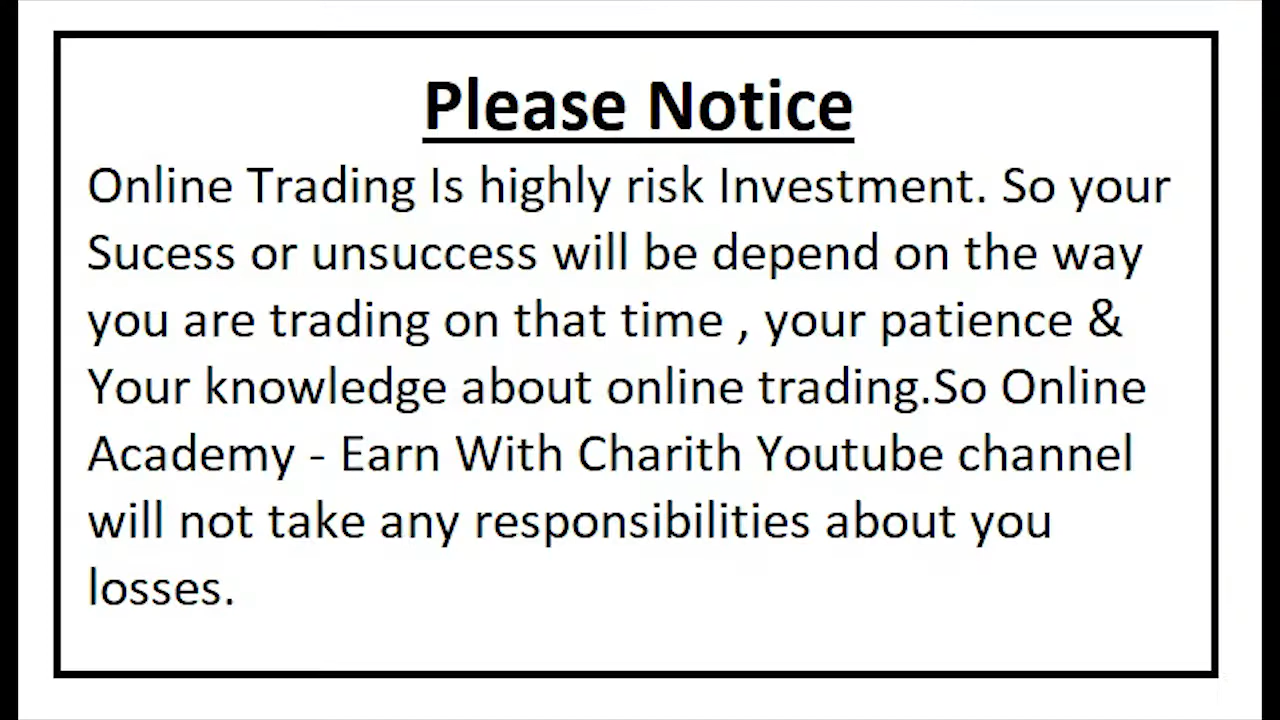 Please Notice
Online Trading Is highly risk Investment. So your
Sucess or unsuccess will be depend on the way
you are trading on that time , your patience &
Your knowledge about online trading.So Online
Academy - Earn With Charith Youtube channel
will not take any responsibilities about you
losses.